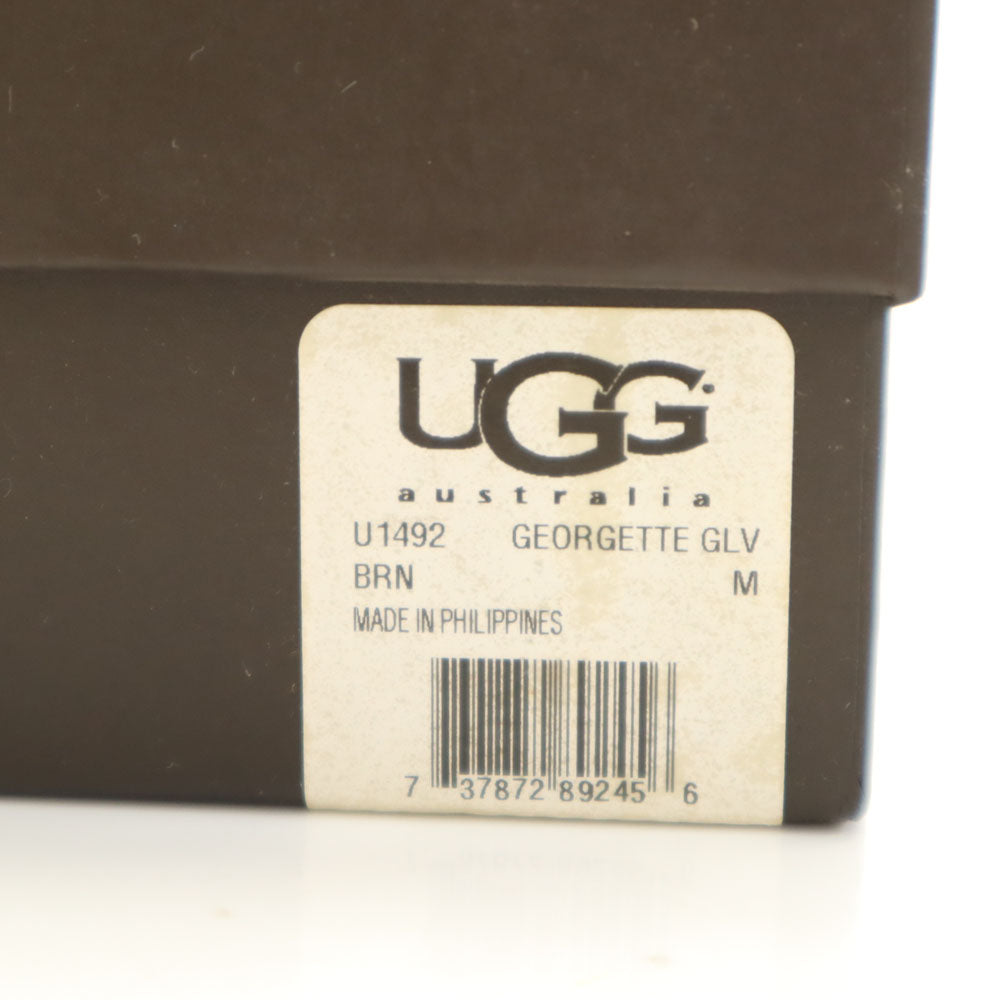 UGG
australia
U1492 GEORGETTE GLV
BRN M
MADE IN PHILIPPINES
7 37872 89245 6